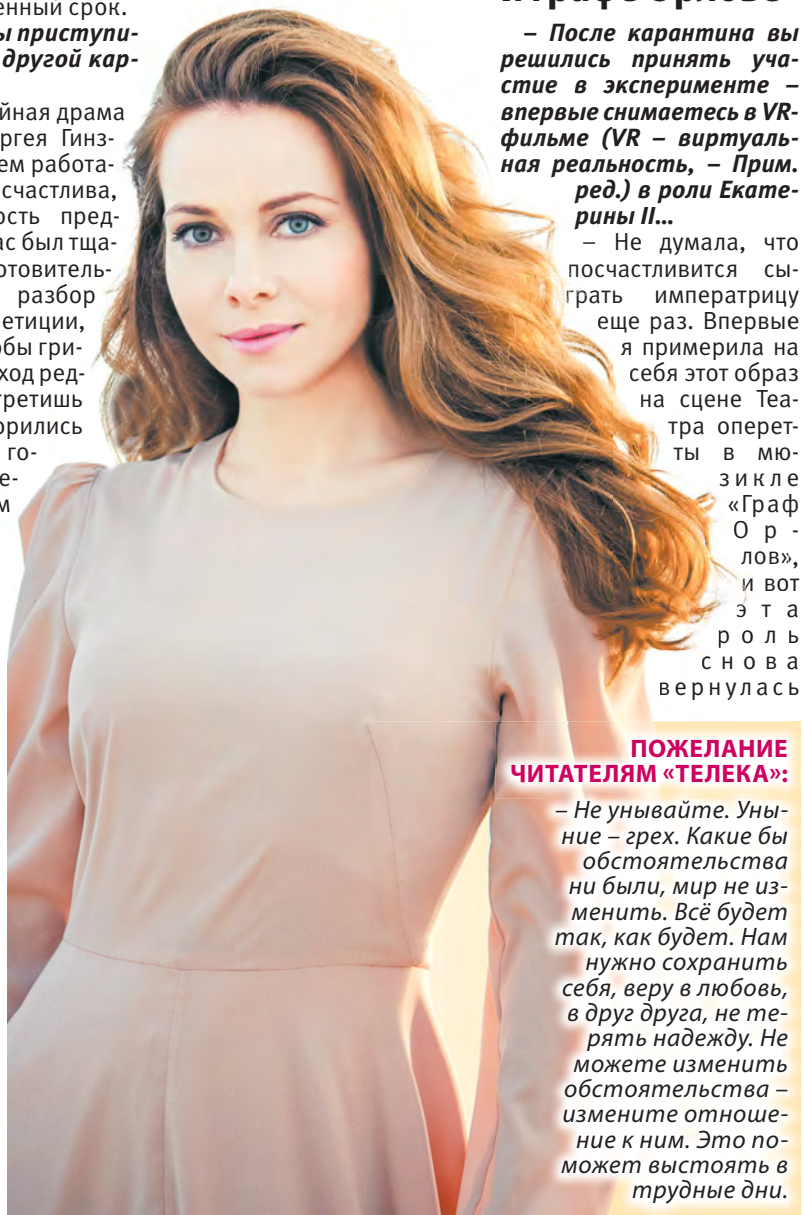 енный срок.
ы приступи-
другой кар-
йная драма
ргея Гинз-
ем работа-
счастлива,
ость пред-
ас был тща-
отовитель-
разбор
етиции,
обы гри-
ход ред-
третишь
орились
го-
е-
м
– После карантина вы
решились принять уча-
стие в эксперименте –
впервые снимаетесь в VR-
фильме (VR – виртуаль-
ная реальность, – Прим.
ред.) в роли Екате-
рины II...
– Не думала, что
посчастливится сы-
грать императрицу
еще раз. Впервые
я примерила на
себя этот образ
на сцене Теа-
тра оперет-
ты в мю-
зикле
«Граф
Ор-
лов»,
и вот
эта
роль
снова
вернулась
ПОЖЕЛАНИЕ
ЧИТАТЕЛЯМ «ТЕЛЕКА»:
– Не унывайте. Уны-
ние – грех. Какие бы
обстоятельства
ни были, мир не из-
менить. Всё будет
так, как будет. Нам
нужно сохранить
себя, веру в любовь,
в друг друга, не те-
рять надежду. Не
можете изменить
обстоятельства –
измените отноше-
ние к ним. Это по-
может выстоять в
трудные дни.